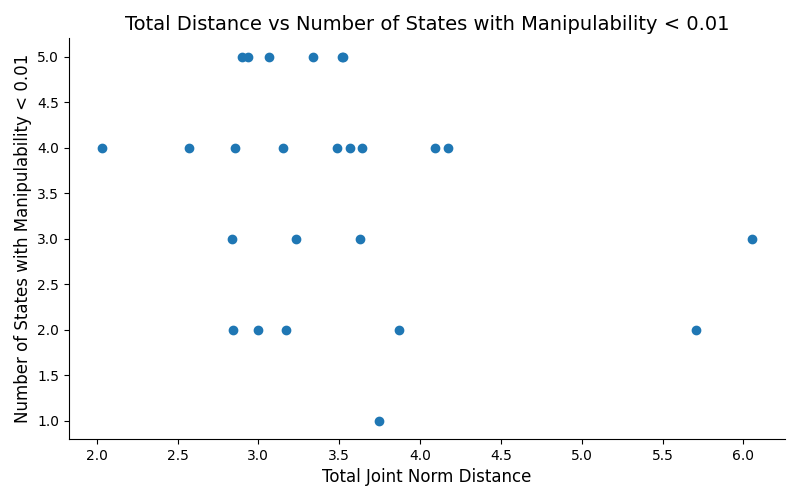 Total Distance vs Number of States with Manipulability < 0.01
Number of States with Manipulability < 0.01
5.0
4.5
4.0
3.5
3.0
2.5
2.0
1.5
1.0
2.0 2.5 3.0 3.5 4.0 4.5 5.0 5.5 6.0
Total Joint Norm Distance